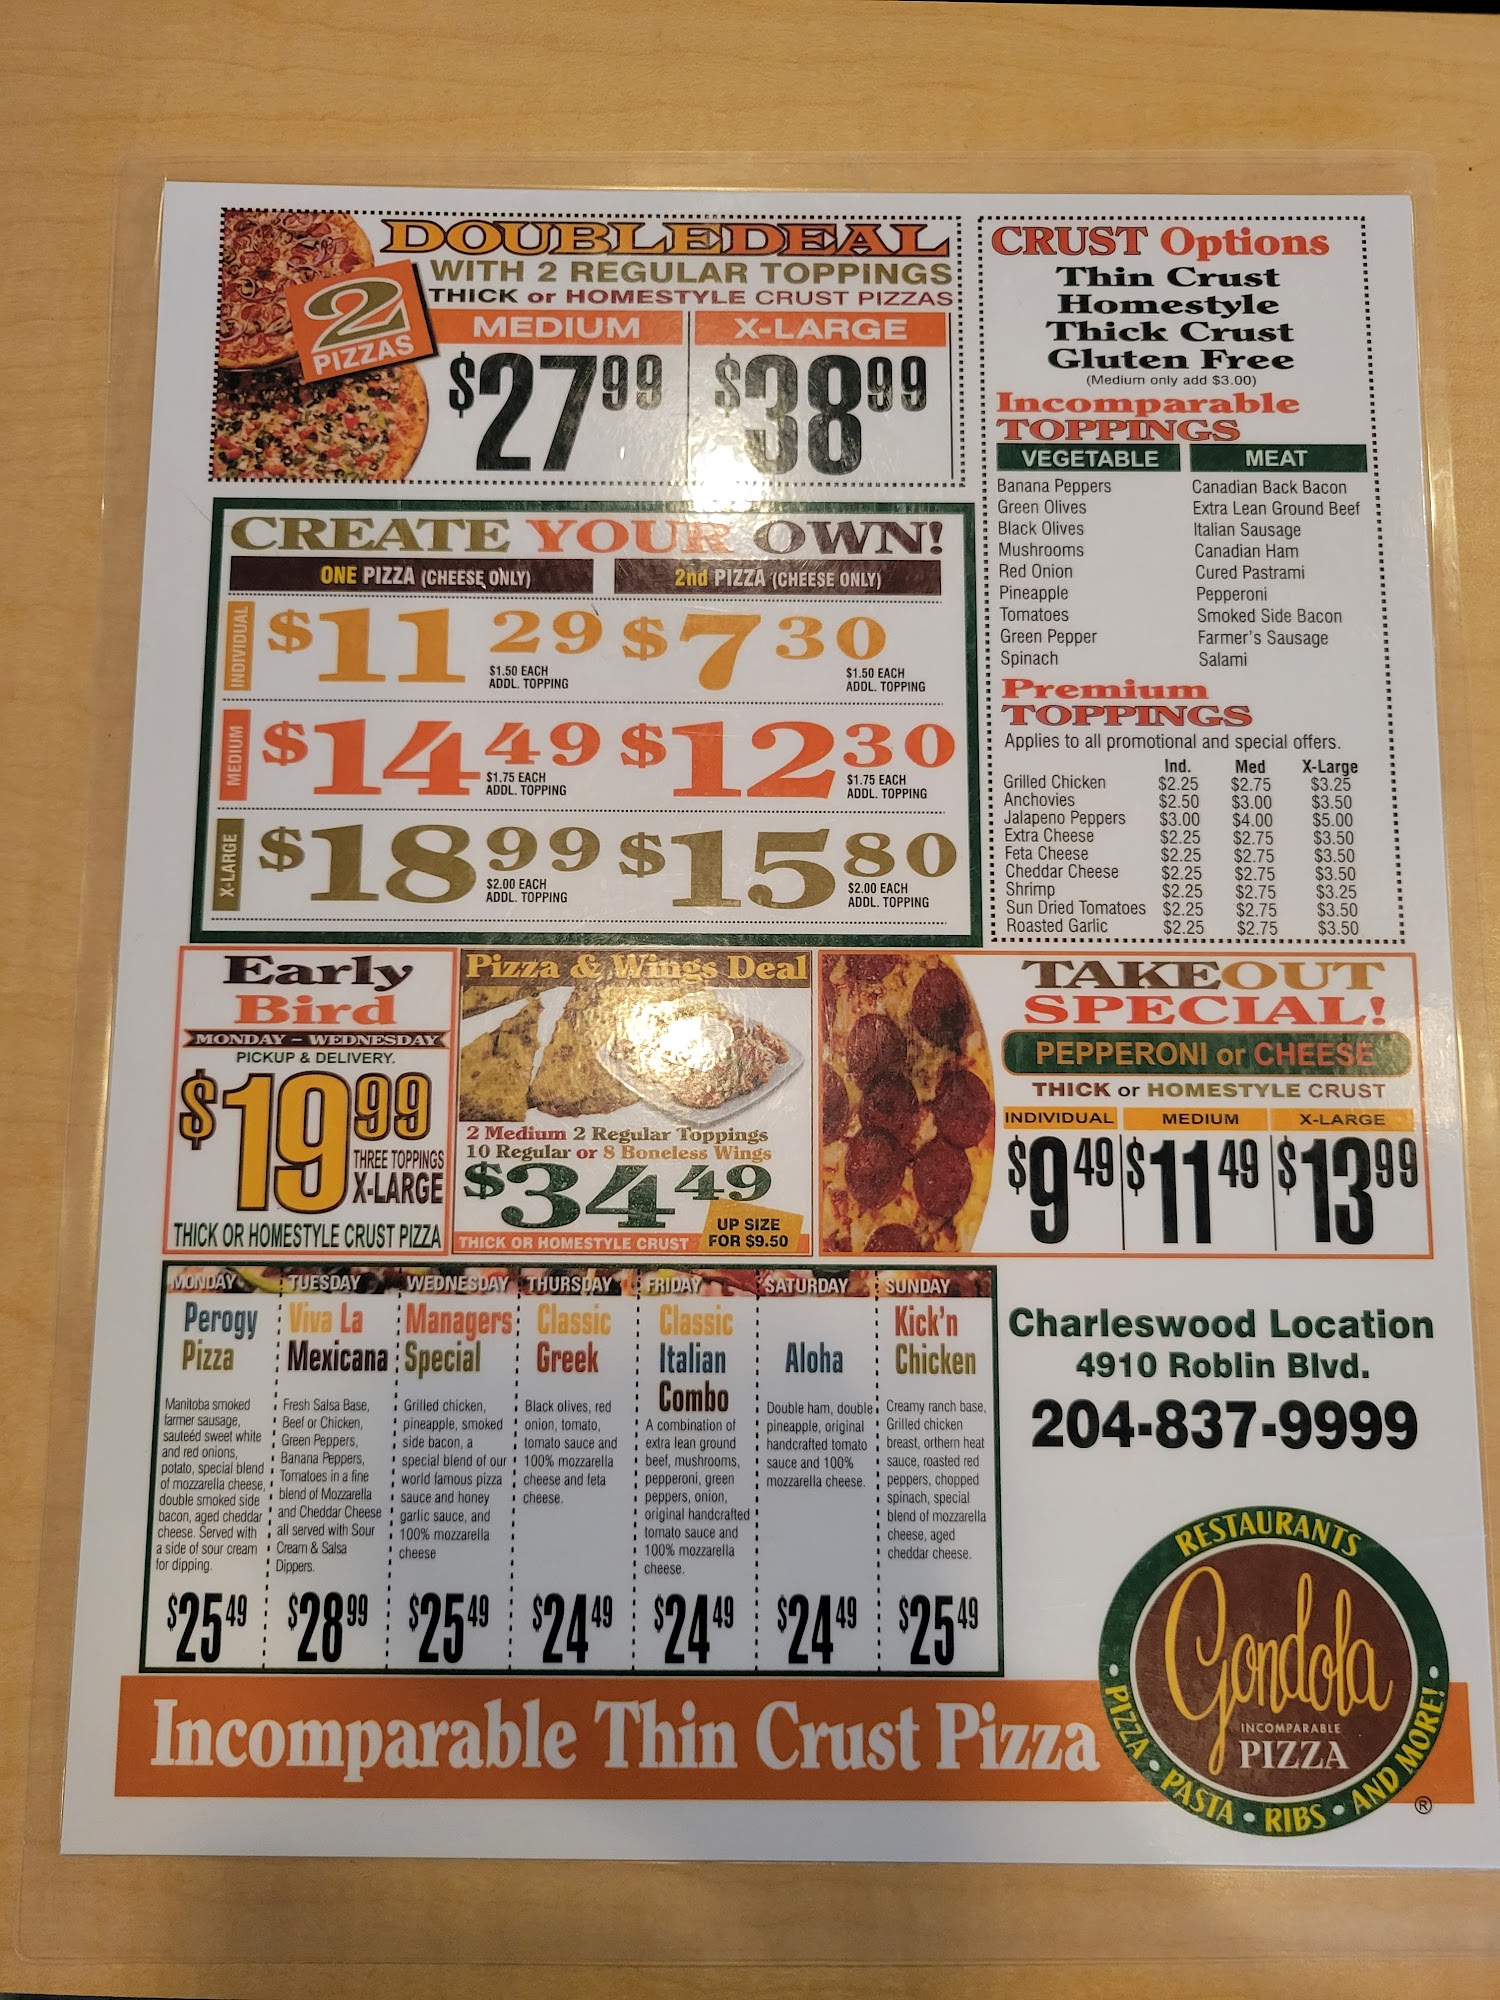 DOUBLEDEAL
WITH 2 REGULAR TOPPINGS
THICK or HOMESTYLE CRUST PIZZAS
2
PIZZAS
MEDIUM
$27 99
X-LARGE
$38 99
CREATE YOUR OWN!
ONE PIZZA (CHEESE ONLY)
2nd PIZZA (CHEESE ONLY)
INDIVIDUAL
$11 29
$1.50 EACH
ADDL. TOPPING
$7 30
$1.50 EACH
ADDL. TOPPING
MEDIUM
$14 49
$1.75 EACH
ADDL. TOPPING
$12 30
$1.75 EACH
ADDL. TOPPING
X-LARGE
$18 99
$2.00 EACH
ADDL. TOPPING
$15 80
$2.00 EACH
ADDL. TOPPING
CRUST Options
Thin Crust
Homestyle
Thick Crust
Gluten Free
(Medium only add $3.00)
Incomparable
TOPPINGS
VEGETABLE
Banana Peppers
Green Olives
Black Olives
Mushrooms
Red Onion
Pineapple
Tomatoes
Green Pepper
Spinach
MEAT
Canadian Back Bacon
Extra Lean Ground Beef
Italian Sausage
Canadian Ham
Cured Pastrami
Pepperoni
Smoked Side Bacon
Farmer's Sausage
Salami
Premium
TOPPINGS
Applies to all promotional and special offers.
Ind. Med X-Large
Grilled Chicken $2.25 $2.75 $3.25
Anchovies $2.50 $3.00 $3.50
Jalapeno Peppers $3.00 $4.00 $5.00
Extra Cheese $2.25 $2.75 $3.50
Feta Cheese $2.25 $2.75 $3.50
Cheddar Cheese $2.25 $2.75 $3.50
Shrimp $2.25 $2.75 $3.25
Sun Dried Tomatoes $2.25 $2.75 $3.50
Roasted Garlic $2.25 $2.75 $3.50
Early
Bird
MONDAY – WEDNESDAY
PICKUP & DELIVERY.
$19 99
THREE TOPPINGS
X-LARGE
THICK OR HOMESTYLE CRUST PIZZA
Pizza & Wings Deal
2 Medium 2 Regular Toppings
10 Regular or 8 Boneless Wings
$34 49
UP SIZE
FOR $9.50
THICK OR HOMESTYLE CRUST
TAKEOUT
SPECIAL!
PEPPERONI or CHEESE
THICK or HOMESTYLE CRUST
INDIVIDUAL
$9 49
MEDIUM
$11 49
X-LARGE
$13 99
MONDAY
Perogy
Pizza
Manitoba smoked
farmer sausage,
sauteéd sweet white
and red onions,
potato, special blend
of mozzarella cheese,
double smoked side
bacon, aged cheddar
cheese. Served with
a side of sour cream
for dipping.
$25 49
TUESDAY
Viva La
Mexicana
Fresh Salsa Base,
Beef or Chicken,
Green Peppers,
Banana Peppers,
Tomatoes in a fine
blend of Mozzarella
and Cheddar Cheese
all served with Sour
Cream & Salsa
Dippers.
$28 99
WEDNESDAY
Managers
Special
Grilled chicken,
pineapple, smoked
side bacon, a
special blend of our
world famous pizza
sauce and honey
garlic sauce, and
100% mozzarella
cheese
$25 49
THURSDAY
Classic
Greek
Black olives, red
onion, tomato,
tomato sauce and
100% mozzarella
cheese and feta
cheese.
$24 49
FRIDAY
Classic
Italian
Combo
A combination of
extra lean ground
beef, mushrooms,
pepperoni, green
peppers, onion,
original handcrafted
tomato sauce and
100% mozzarella
cheese.
$24 49
SATURDAY
Aloha
Double ham, double
pineapple, original
handcrafted tomato
sauce and 100%
mozzarella cheese.
$24 49
SUNDAY
Kick'n
Chicken
Creamy ranch base,
Grilled chicken
breast, orthern heat
sauce, roasted red
peppers, chopped
spinach, special
blend of mozzarella
cheese, aged
cheddar cheese.
$25 49
Charleswood Location
4910 Roblin Blvd.
204-837-9999
Incomparable Thin Crust Pizza
RESTAURANTS
Gondola
INCOMPARABLE
PIZZA
• PIZZA • PASTA • RIBS • AND MORE! •
®